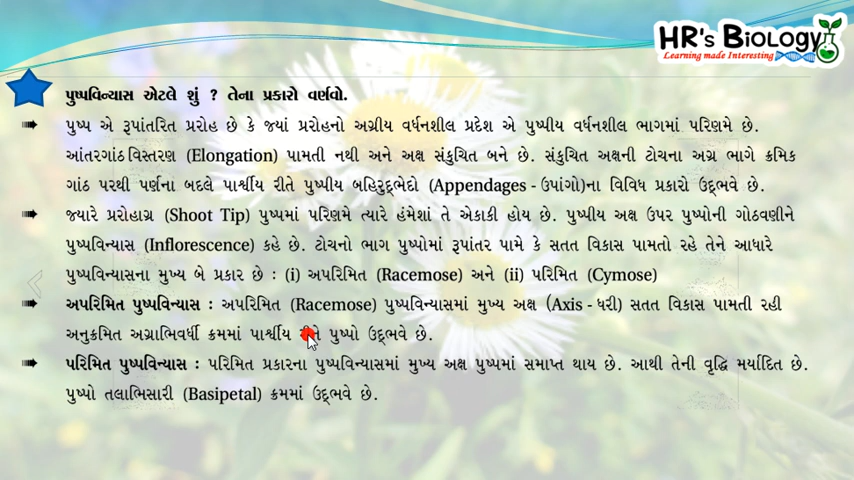 HR's Biology
Learning made Interesting
પુષ્પવિન્યાસ એટલે શું ? તેના પ્રકારો વર્ણવો.
પુષ્પ એ રૂપાંતરિત પ્રરોહ છે કે જ્યાં પ્રરોહનો અગ્રીય વર્ધનશીલ પ્રદેશ એ પુષ્પીય વર્ધનશીલ ભાગમાં પરિણમે છે.
આંતરગાંઠ વિસ્તરણ (Elongation) પામતી નથી અને અક્ષ સંકુચિત બને છે. સંકુચિત અક્ષની ટોચના અગ્ર ભાગે ક્રમિક
ગાંઠ પરથી પર્ણના બદલે પાર્શ્વીય રીતે પુષ્પીય બહિરુદ્ભેદો (Appendages - ઉપાંગો)ના વિવિધ પ્રકારો ઉદ્ભવે છે.
જ્યારે પ્રરોહાગ્ર (Shoot Tip) પુષ્પમાં પરિણમે ત્યારે હંમેશાં તે એકાકી હોય છે. પુષ્પીય અક્ષ ઉપર પુષ્પોની ગોઠવણીને
પુષ્પવિન્યાસ (Inflorescence) કહે છે. ટોચનો ભાગ પુષ્પોમાં રૂપાંતર પામે કે સતત વિકાસ પામતો રહે તેને આધારે
પુષ્પવિન્યાસના મુખ્ય બે પ્રકાર છે : (i) અપરિમિત (Racemose) અને (ii) પરિમિત (Cymose)
અપરિમિત પુષ્પવિન્યાસ : અપરિમિત (Racemose) પુષ્પવિન્યાસમાં મુખ્ય અક્ષ (Axis - ધરી) સતત વિકાસ પામતી રહી
અનુક્રમિત અગ્રાભિવર્ધી ક્રમમાં પાર્શ્વીય રીતે પુષ્પો ઉદ્ભવે છે.
પરિમિત પુષ્પવિન્યાસ : પરિમિત પ્રકારના પુષ્પવિન્યાસમાં મુખ્ય અક્ષ પુષ્પમાં સમાપ્ત થાય છે. આથી તેની વૃદ્ધિ મર્યાદિત છે.
પુષ્પો તલાભિસારી (Basipetal) ક્રમમાં ઉદ્ભવે છે.